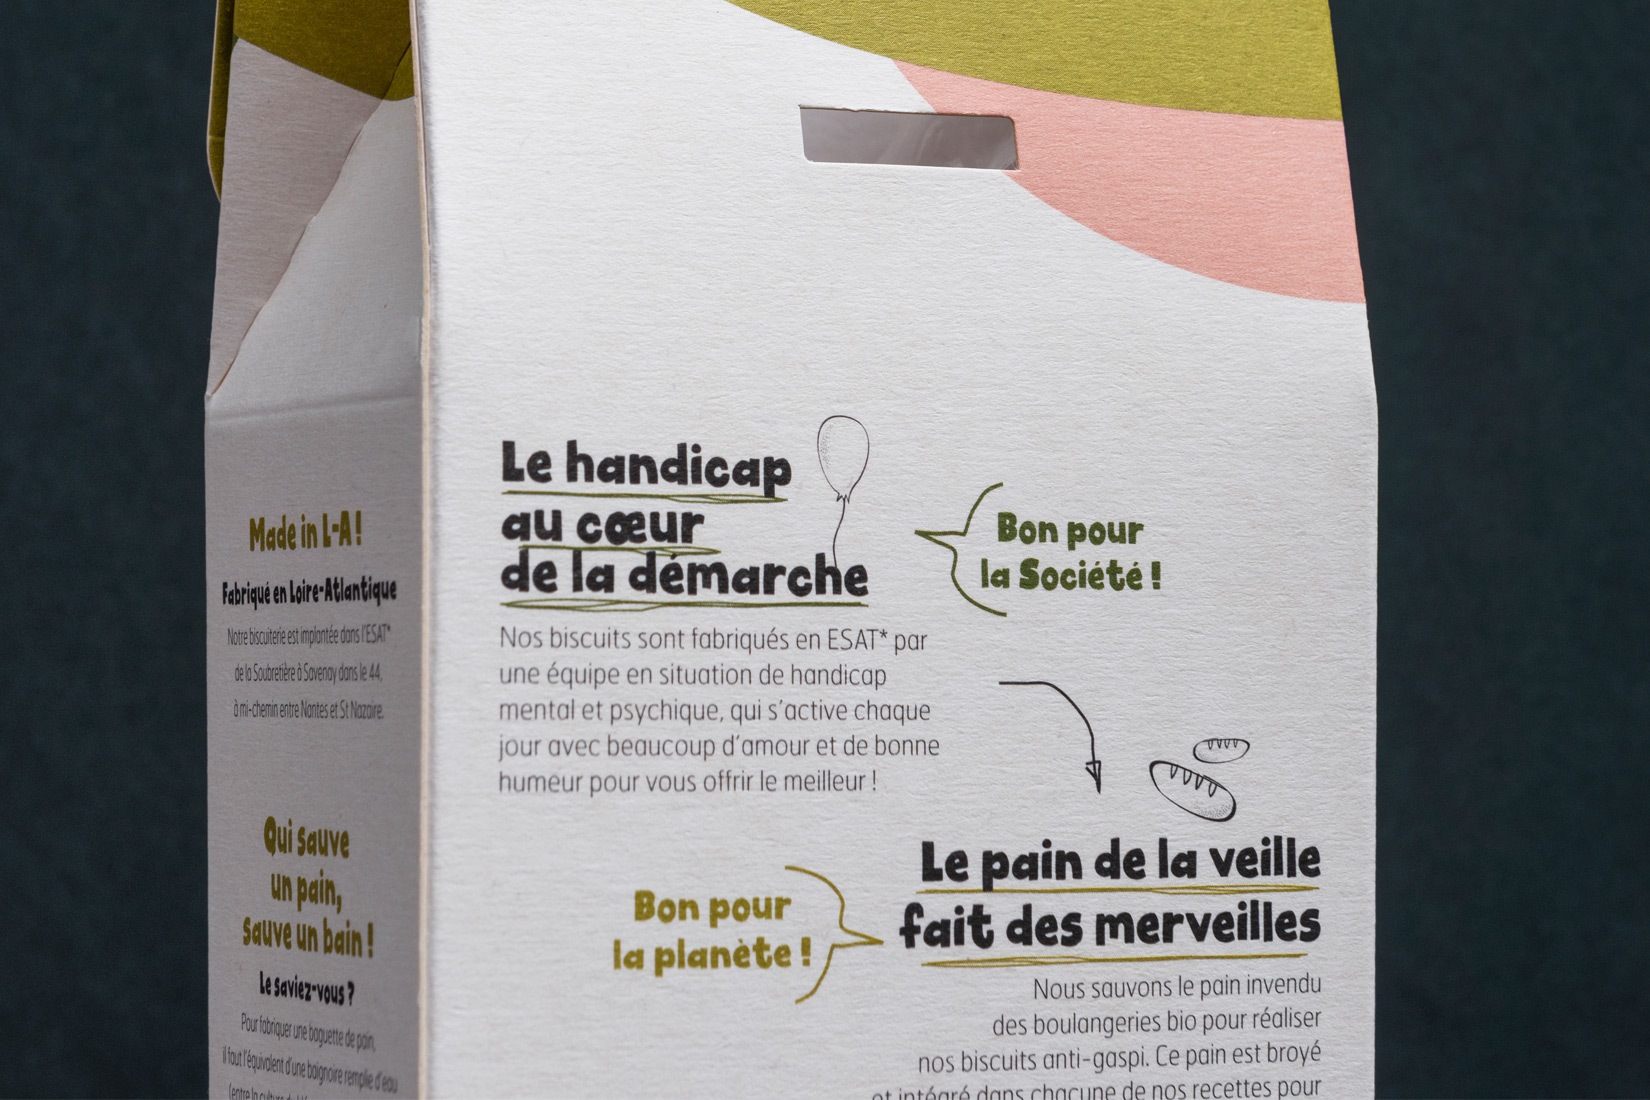 Made in L-A !
Fabriqué en Loire-Atlantique
Notre biscuiterie est implantée dans l'ESAT*
de la Soubretière à Savenay dans le 44,
à mi-chemin entre Nantes et St Nazaire.
Qui sauve
un pain,
sauve un bain !
Le saviez-vous ?
Pour fabriquer une baguette de pain,
il faut l'équivalent d'une baignoire remplie d'eau
(entre la culture
Le handicap
au cœur
de la démarche
Bon pour
la Société !
Nos biscuits sont fabriqués en ESAT* par
une équipe en situation de handicap
mental et psychique, qui s'active chaque
jour avec beaucoup d'amour et de bonne
humeur pour vous offrir le meilleur !
Bon pour
la planète !
Le pain de la veille
fait des merveilles
Nous sauvons le pain invendu
des boulangeries bio pour réaliser
nos biscuits anti-gaspi. Ce pain est broyé
et intégré dans chacune de nos recettes pour